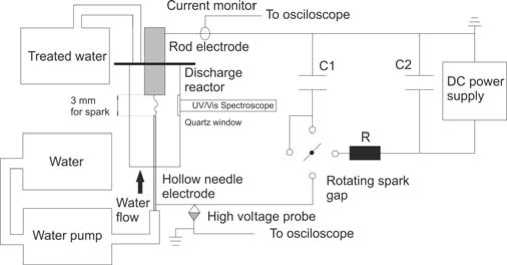 Current monitor
To osciloscope
Treated water
Rod electrode
C1
C2
DC power
supply
Discharge
reactor
3 mm
for spark
UV/Vis Spectroscope
Quartz window
R
Water
Hollow needle
electrode
Rotating spark
gap
Water
flow
High voltage probe
Water pump
To osciloscope